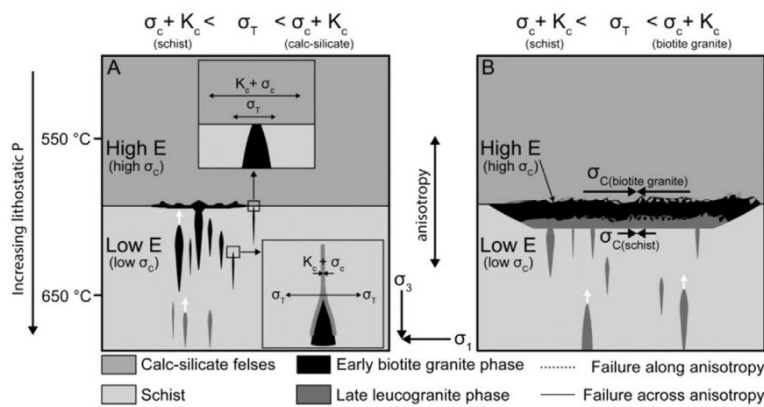 σc + Kc < σT < σc + Kc
(schist) (calc-silicate)
σc + Kc < σT < σc + Kc
(schist) (biotite granite)
A
Kc + σc
σT
Increasing lithostatic P
550 °C
High E
(high σc)
Low E
(low σc)
650 °C
Kc + σc
σT σT
anisotropy
σ3
σ1
B
High E
(high σc)
σC(biotite granite)
Low E
(low σc)
σC(schist)
Calc-silicate felses
Early biotite granite phase
Failure along anisotropy
Schist
Late leucogranite phase
Failure across anisotropy